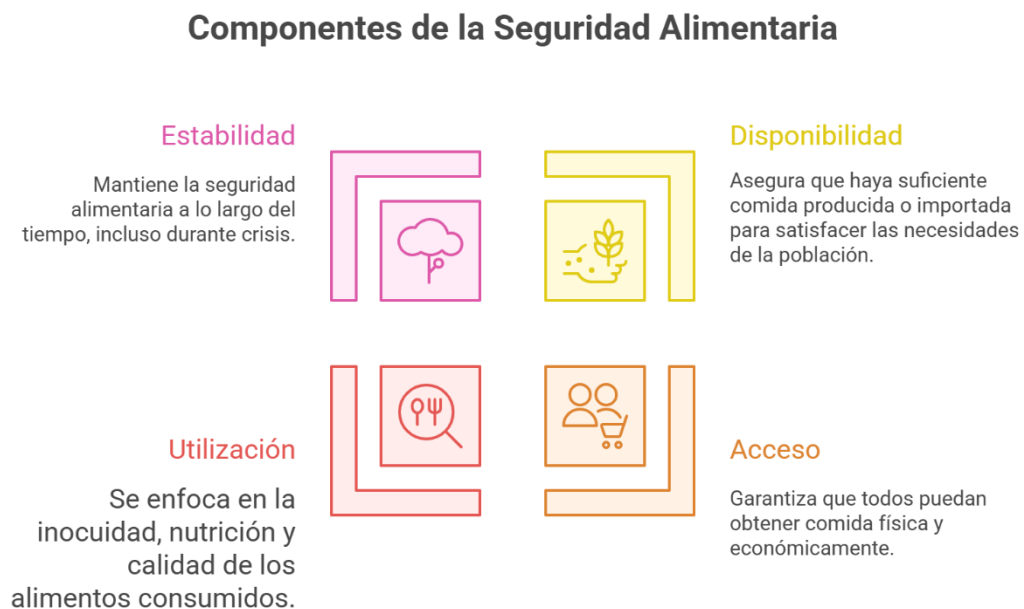 Componentes de la Seguridad Alimentaria
Estabilidad
Mantiene la seguridad
alimentaria a lo largo del
tiempo, incluso durante crisis.
Disponibilidad
Asegura que haya suficiente
comida producida o importada
para satisfacer las necesidades
de la población.
Utilización
Se enfoca en la
inocuidad, nutrición y
calidad de los
alimentos consumidos.
Acceso
Garantiza que todos puedan
obtener comida física y
económicamente.